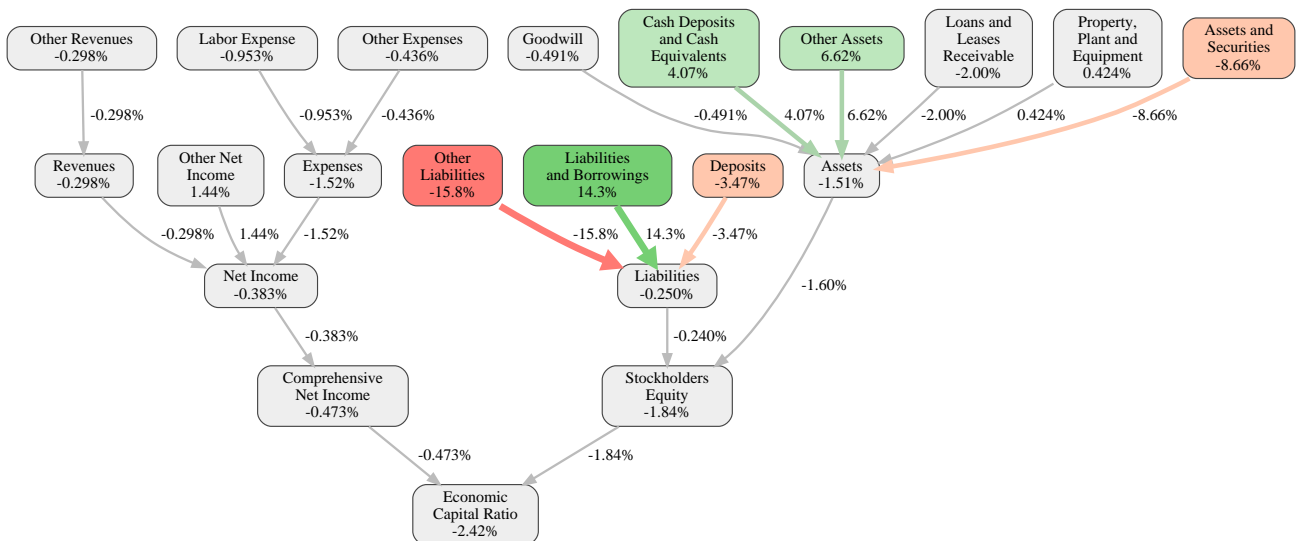 Other Revenues
-0.298%
Labor Expense
-0.953%
Other Expenses
-0.436%
Goodwill
-0.491%
Cash Deposits
and Cash
Equivalents
4.07%
Other Assets
6.62%
Loans and
Leases
Receivable
-2.00%
Property,
Plant and
Equipment
0.424%
Assets and
Securities
-8.66%
-0.298%
-0.953%
-0.436%
-0.491%
4.07%
6.62%
-2.00%
0.424%
-8.66%
Revenues
-0.298%
Other Net
Income
1.44%
Expenses
-1.52%
Other
Liabilities
-15.8%
Liabilities
and Borrowings
14.3%
Deposits
-3.47%
Assets
-1.51%
-0.298%
1.44%
-1.52%
-15.8%
14.3%
-3.47%
Net Income
-0.383%
Liabilities
-0.250%
-1.60%
-0.383%
-0.240%
Comprehensive
Net Income
-0.473%
Stockholders
Equity
-1.84%
-0.473%
-1.84%
Economic
Capital Ratio
-2.42%